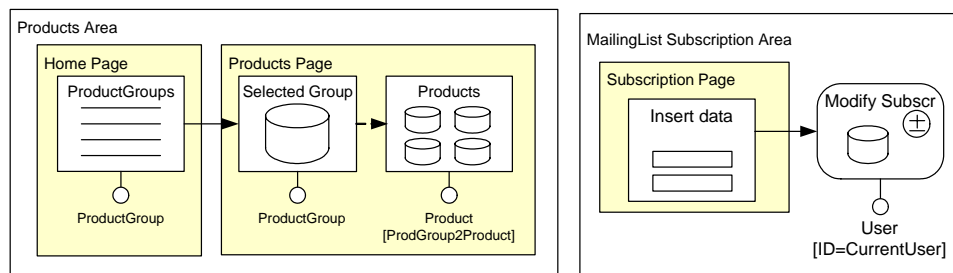 Products Area
Home Page
ProductGroups
ProductGroup
Products Page
Selected Group
ProductGroup
Products
Product
[ProdGroup2Product]
MailingList Subscription Area
Subscription Page
Insert data
Modify Subscr
±
User
[ID=CurrentUser]